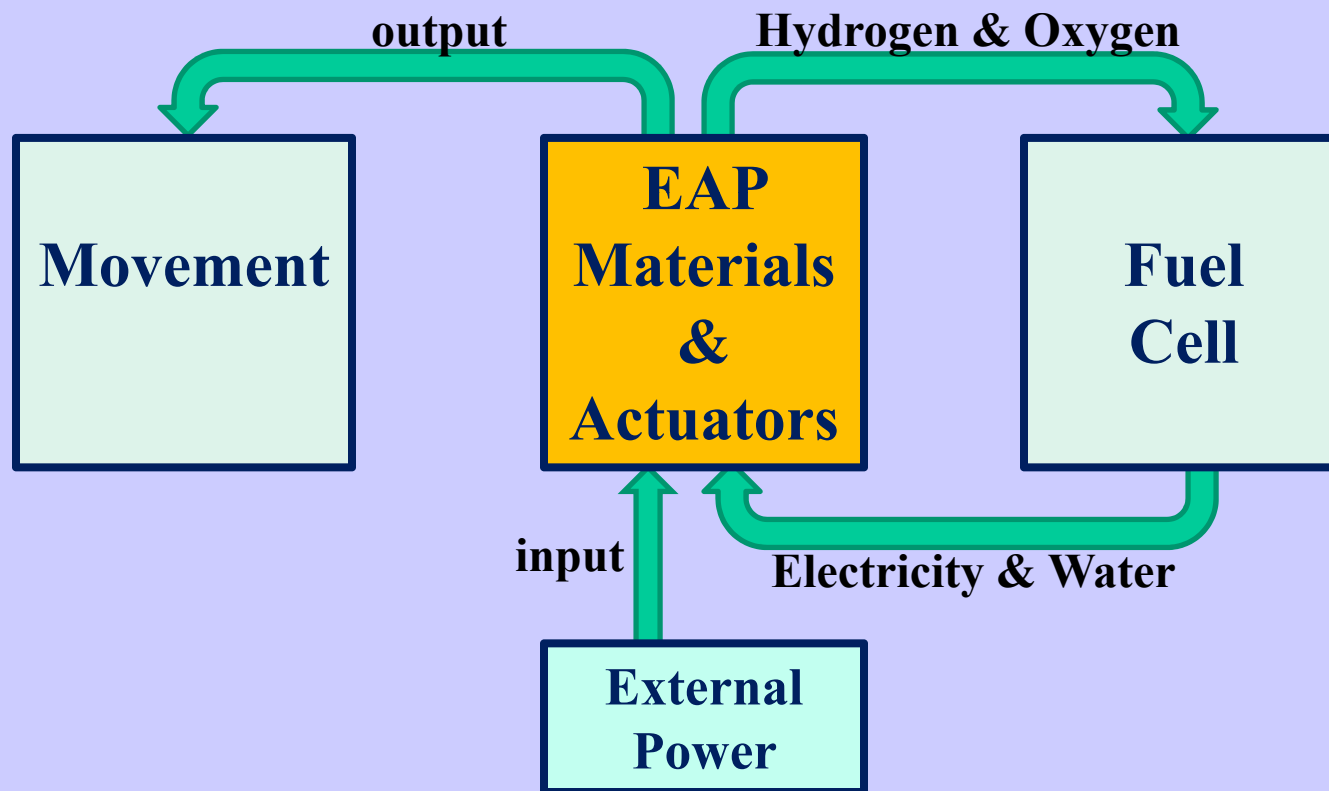 output
Hydrogen & Oxygen
Movement
EAP
Materials
&
Actuators
Fuel
Cell
input
Electricity & Water
External
Power